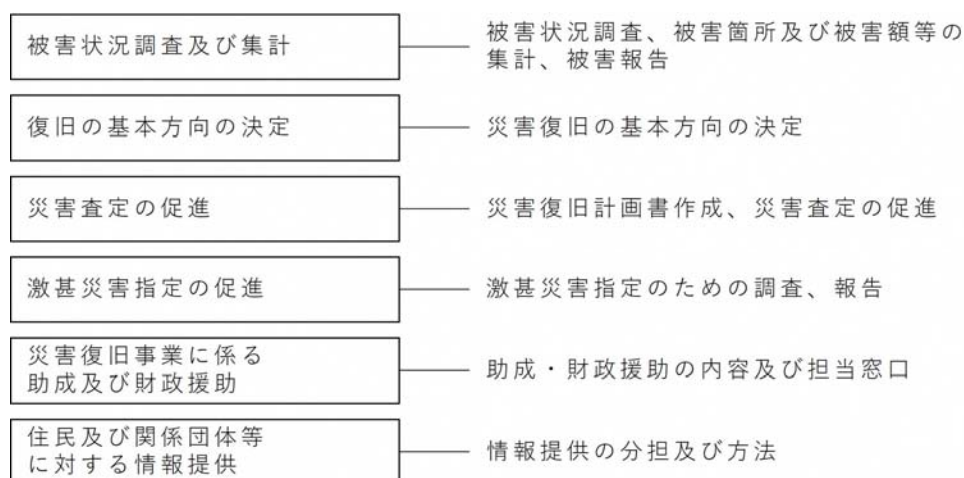 被害状況調査及び集計
被害状況調査、被害箇所及び被害額等の
集計、被害報告
復旧の基本方向の決定
災害復旧の基本方向の決定
災害査定の促進
災害復旧計画書作成、災害査定の促進
激甚災害指定の促進
激甚災害指定のための調査、報告
災害復旧事業に係る
助成及び財政援助
助成・財政援助の内容及び担当窓口
住民及び関係団体等
に対する情報提供
情報提供の分担及び方法